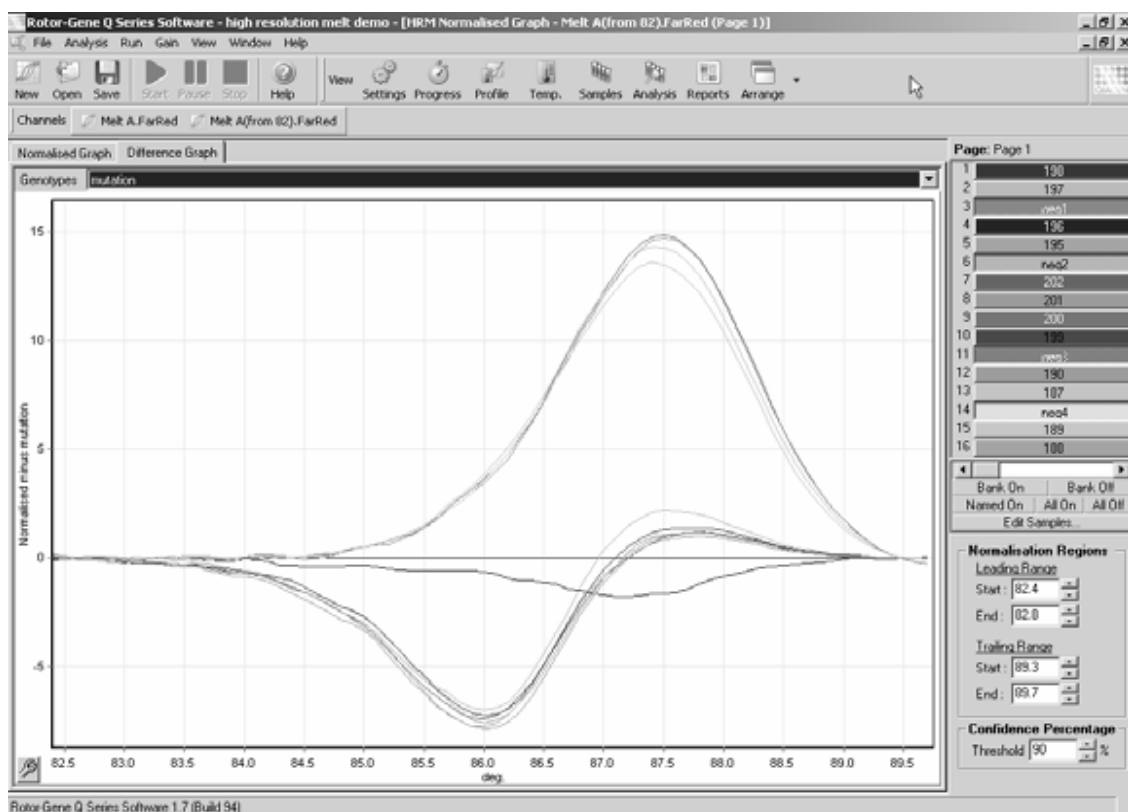 Rotor-Gene Q Series Software - high resolution melt demo - [HRM Normalised Graph - Melt A(from 82).FarRed (Page 1)]
File Analysis Run Gain View Window Help
New Open Save Start Pause Stop Help View Settings Progress Profile Temp. Samples Analysis Reports Arrange
Channels Melt A.FarRed Melt A(from 82).FarRed
Normalised Graph Difference Graph
Genotypes mutation
Normalised minus mutation
15
10
5
0
-5
82.5 83.0 83.5 84.0 84.5 85.0 85.5 86.0 86.5 87.0 87.5 88.0 88.5 89.0 89.5
deg.
Page: Page 1
1
2 197
3 neg1
4 196
5 195
6 neg2
7 202
8 201
9 200
10 199
11 neg3
12 190
13 187
14 neg4
15 189
16
Bank On Bank Off
Named On All On All Off
Edit Samples...
Normalisation Regions
Leading Range
Start : 82.4
End : 82.8
Trailing Range
Start : 89.3
End : 89.7
Confidence Percentage
Threshold 90 %
Rotor-Gene Q Series Software 1.7 (Build 94)